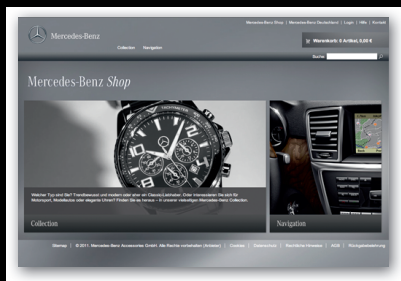 Mercedes-Benz Shop | Mercedes-Benz Deutschland | Login | Hilfe | Kontakt
Mercedes-Benz
Warenkorb: 0 Artikel, 0,00 €
Collection Navigation
Suche:
Mercedes-Benz Shop
Welcher Typ sind Sie? Trendbewusst und modern oder eher ein Classic-Liebhaber. Oder interessieren Sie sich für
Motorsport, Modellautos oder elegante Uhren? Finden Sie es heraus – in unserer vielseitigen Mercedes-Benz Collection.
Collection
Navigation
Sitemap | © 2011. Mercedes-Benz Accessories GmbH. Alle Rechte vorbehalten (Anbieter) | Cookies | Datenschutz | Rechtliche Hinweise | AGB | Rückgabebelehrung